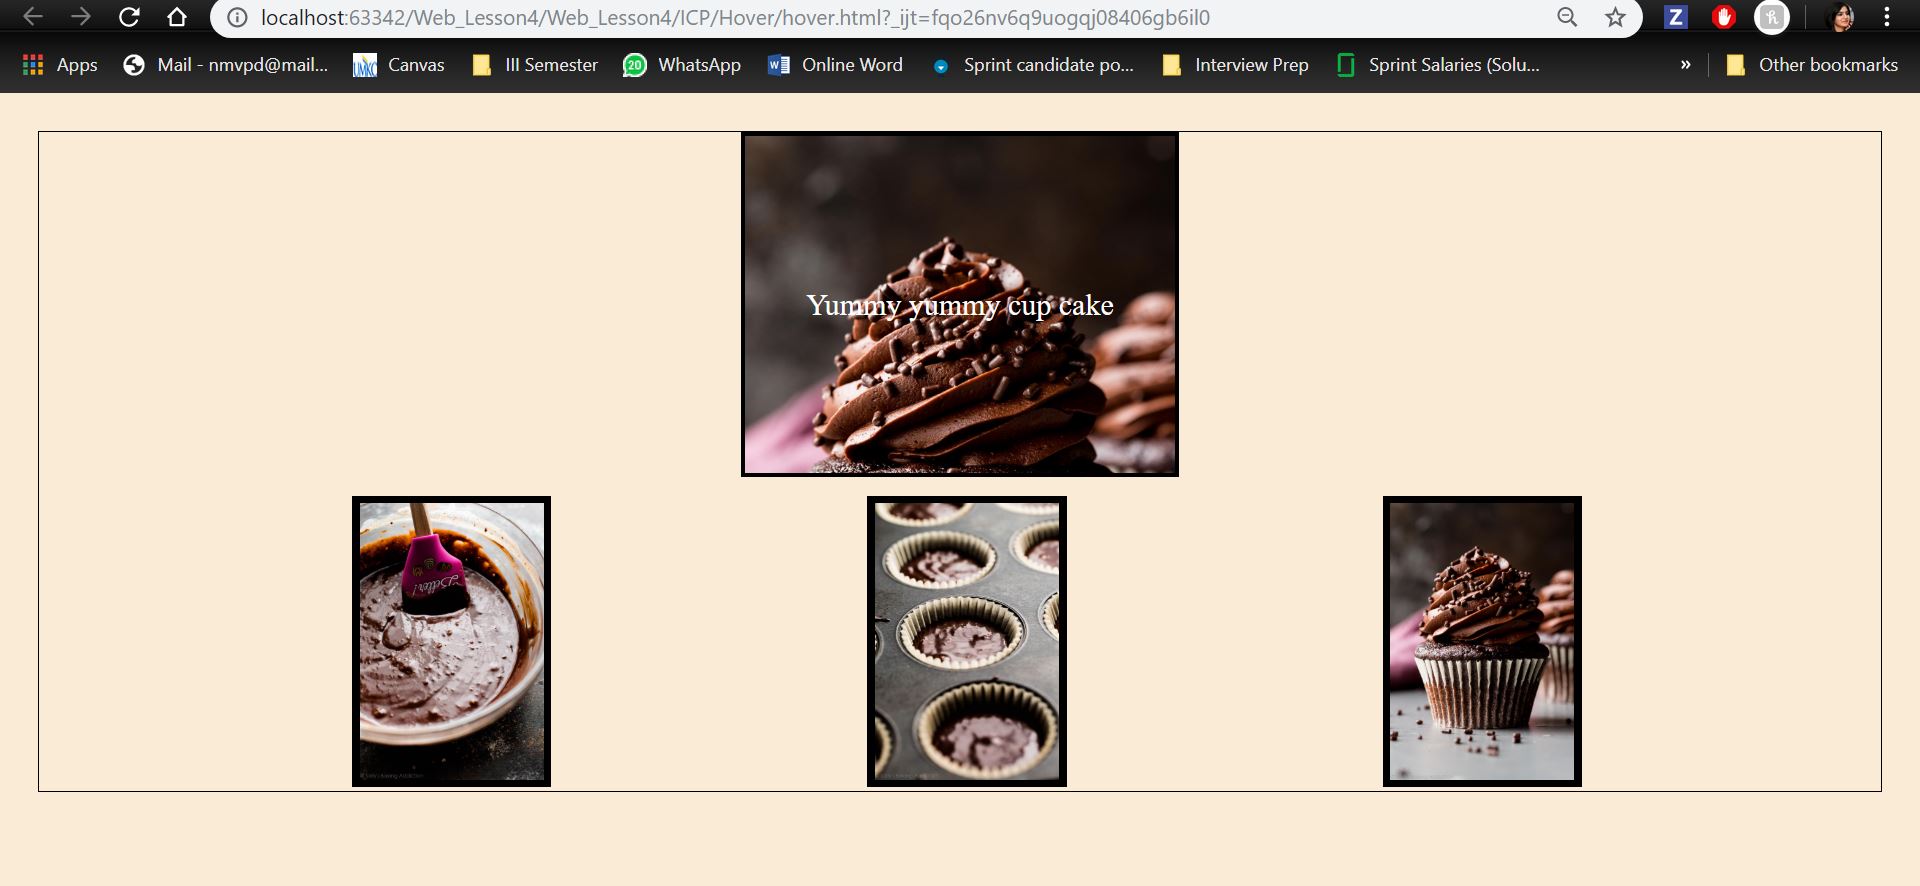 localhost:63342/Web_Lesson4/Web_Lesson4/ICP/Hover/hover.html?_ijt=fqo26nv6q9uogqj08406gb6il0
Apps
Mail - nmvpd@mail...
Canvas
III Semester
20
WhatsApp
Online Word
Sprint candidate po...
Interview Prep
Sprint Salaries (Solu...
»
Other bookmarks
Yummy yummy cup cake